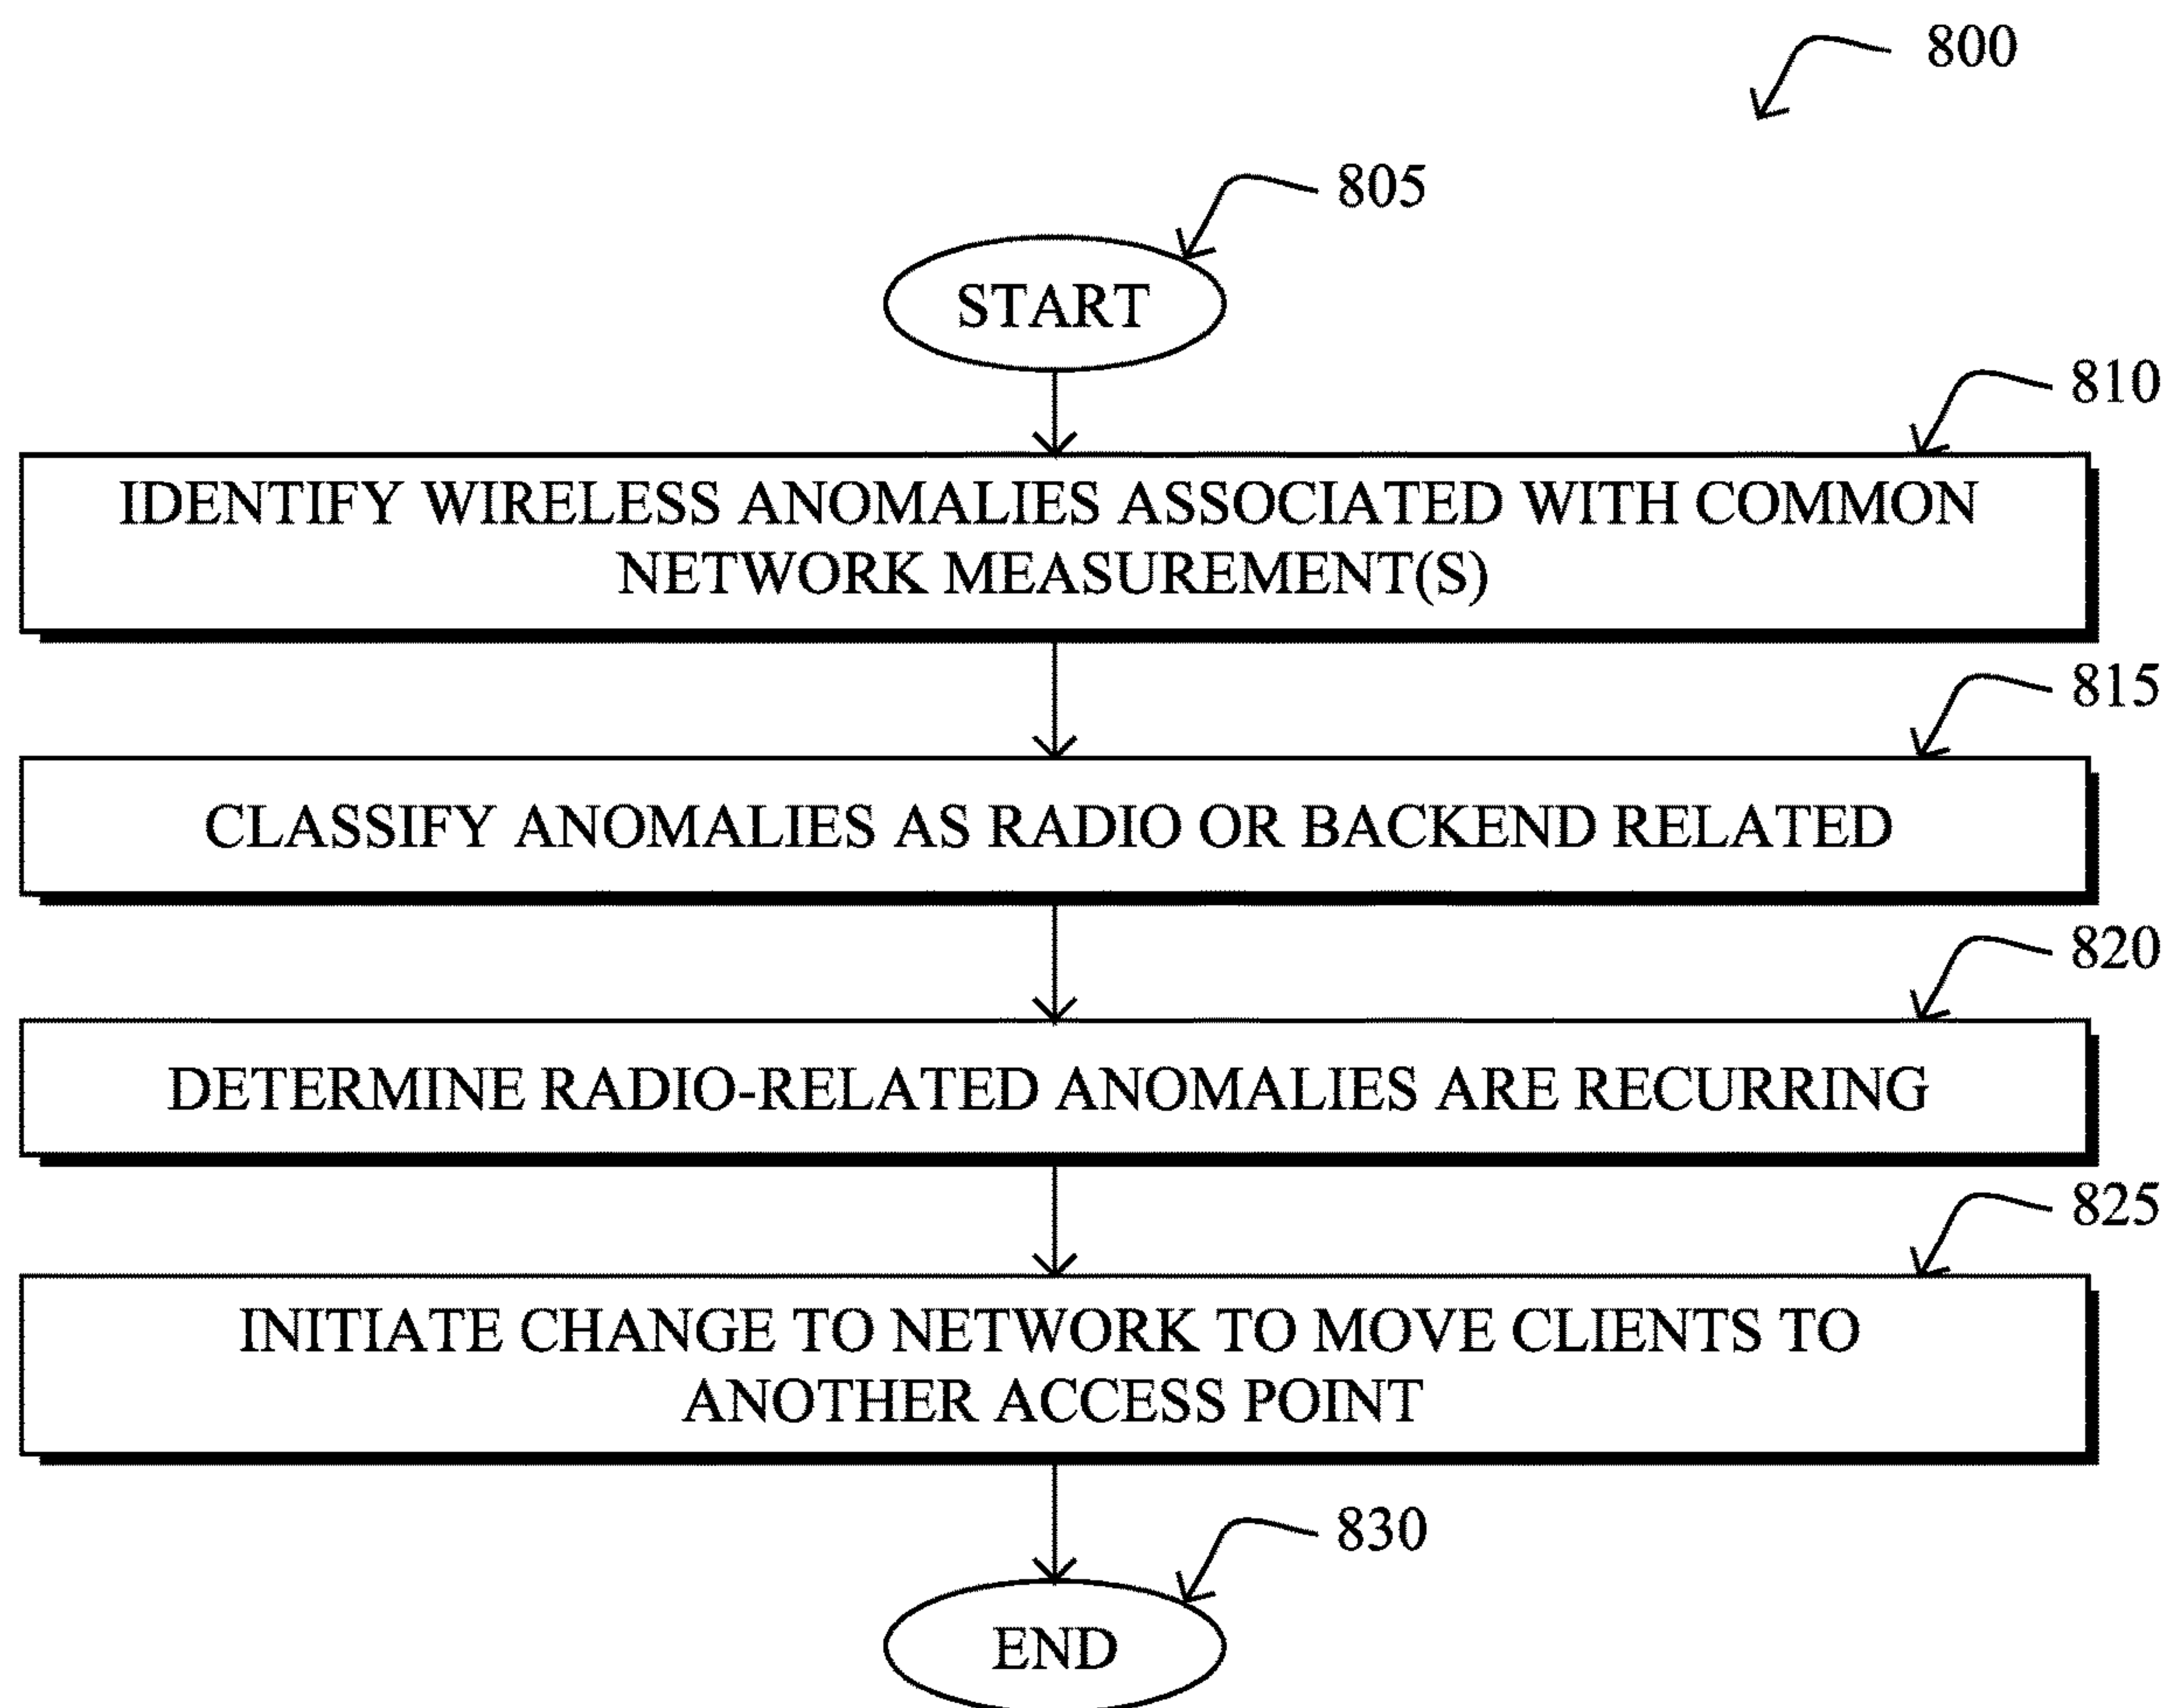 800
805
START
810
IDENTIFY WIRELESS ANOMALIES ASSOCIATED WITH COMMON
NETWORK MEASUREMENT(S)
815
CLASSIFY ANOMALIES AS RADIO OR BACKEND RELATED
820
DETERMINE RADIO-RELATED ANOMALIES ARE RECURRING
825
INITIATE CHANGE TO NETWORK TO MOVE CLIENTS TO
ANOTHER ACCESS POINT
830
END